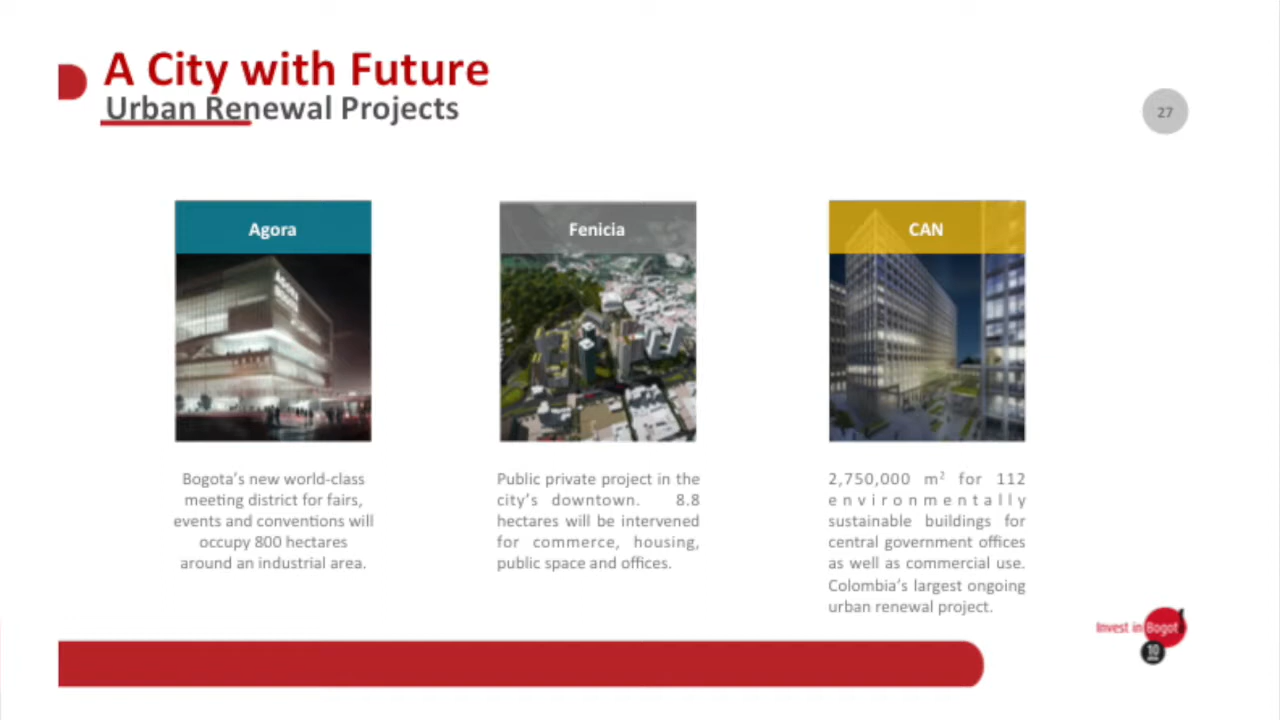 A City with Future
Urban Renewal Projects
27
Agora
Bogota's new world-class
meeting district for fairs,
events and conventions will
occupy 800 hectares
around an industrial area.
Fenicia
Public private project in the
city's downtown. 8.8
hectares will be intervened
for commerce, housing,
public space and offices.
CAN
2,750,000 m² for 112
environmentally
sustainable buildings for
central government offices
as well as commercial use.
Colombia's largest ongoing
urban renewal project.
Invest in Bogot
10